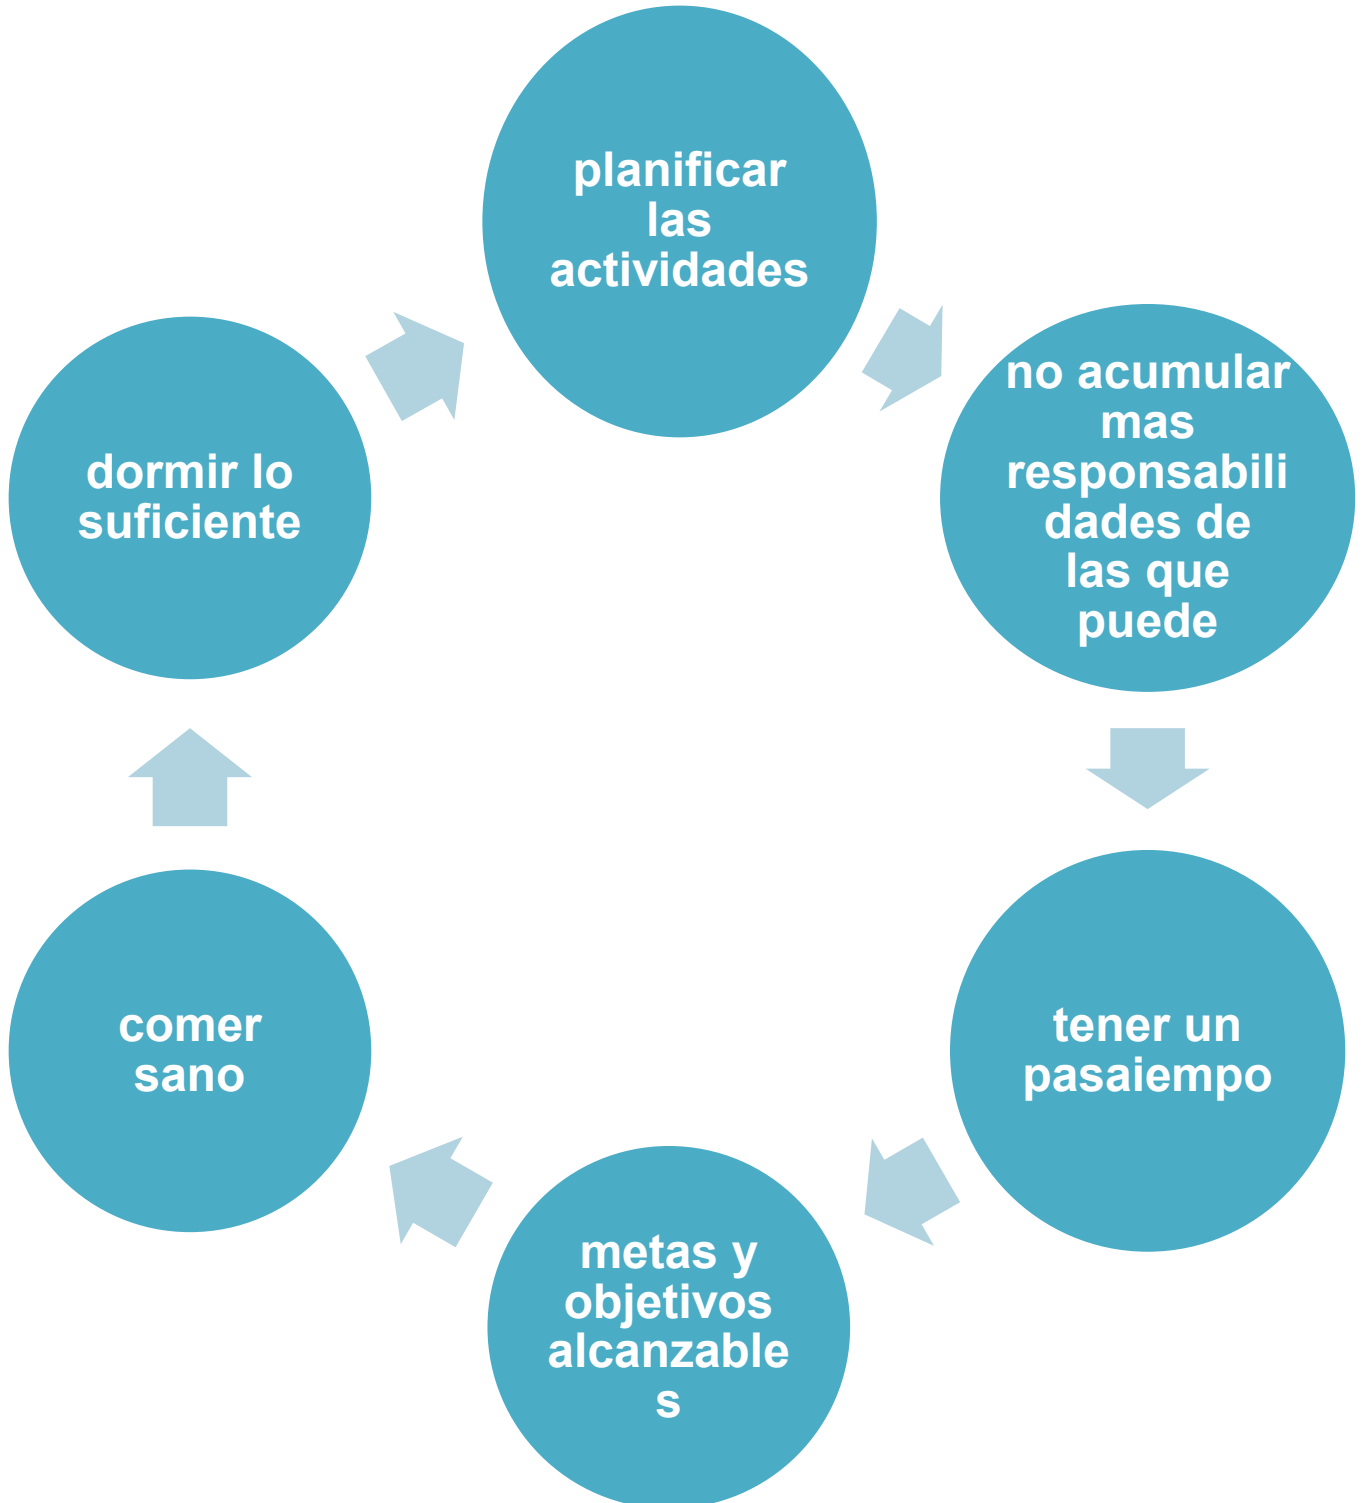 planificar
las
actividades
no acumular
mas
responsabili
dades de
las que
puede
tener un
pasaiempo
metas y
objetivos
alcanzable
s
comer
sano
dormir lo
suficiente